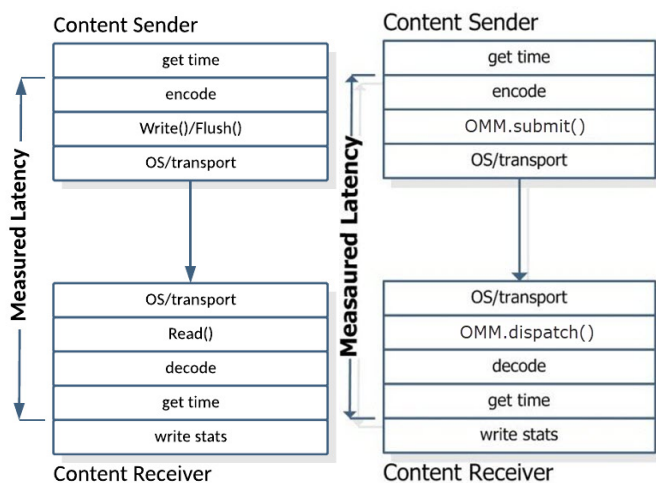 Content Sender
get time
encode
Write()/Flush()
OS/transport
Measured Latency
OS/transport
Read()
decode
get time
write stats
Content Receiver
Content Sender
get time
encode
OMM.submit()
OS/transport
Measaured Latency
OS/transport
OMM.dispatch()
decode
get time
write stats
Content Receiver